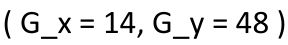 ( G_x = 14, G_y = 48 )